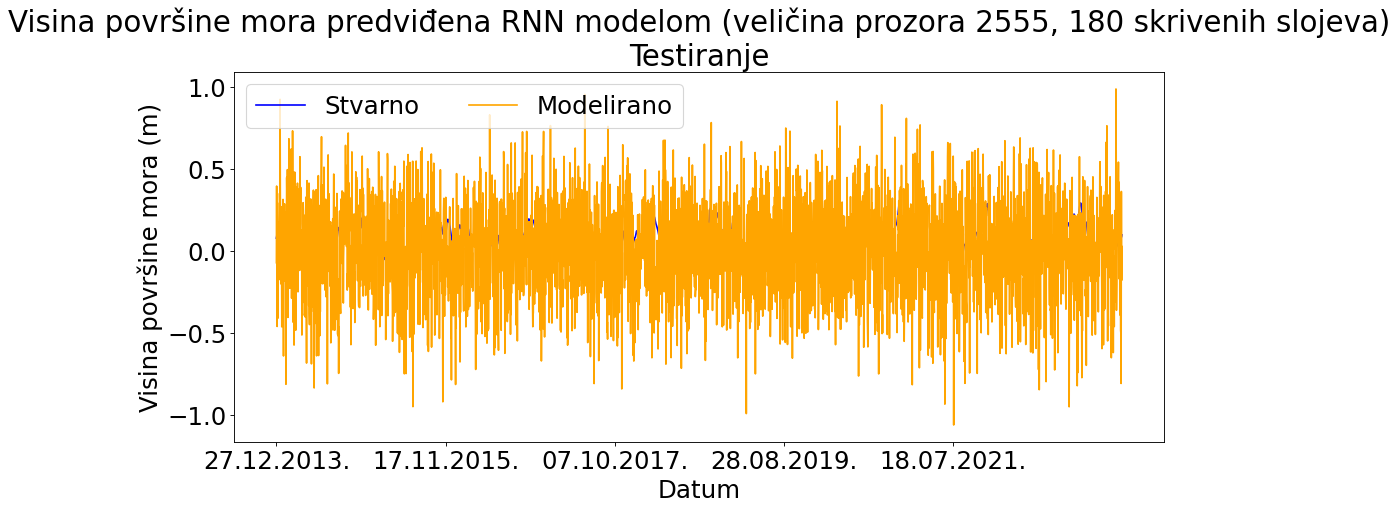 Visina površine mora predviđena RNN modelom (veličina prozora 2555, 180 skrivenih slojeva)
Testiranje
Stvarno Modelirano
Visina površine mora (m)
1.0
0.5
0.0
−0.5
−1.0
27.12.2013. 17.11.2015. 07.10.2017. 28.08.2019. 18.07.2021.
Datum